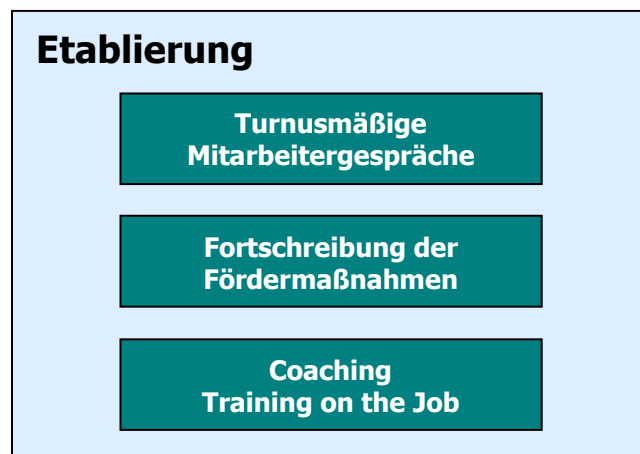 Etablierung
Turnusmäßige
Mitarbeitergespräche
Fortschreibung der
Fördermaßnahmen
Coaching
Training on the Job